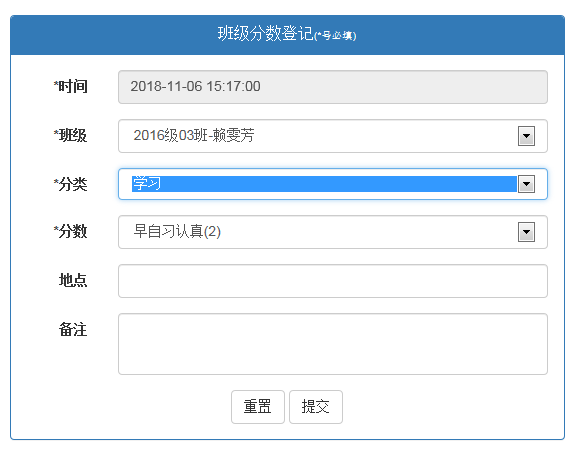 班级分数登记(*号必填)
*时间 2018-11-06 15:17:00
*班级 2016级03班-赖雯芳
*分类 学习
*分数 早自习认真(2)
地点
备注
重置 提交